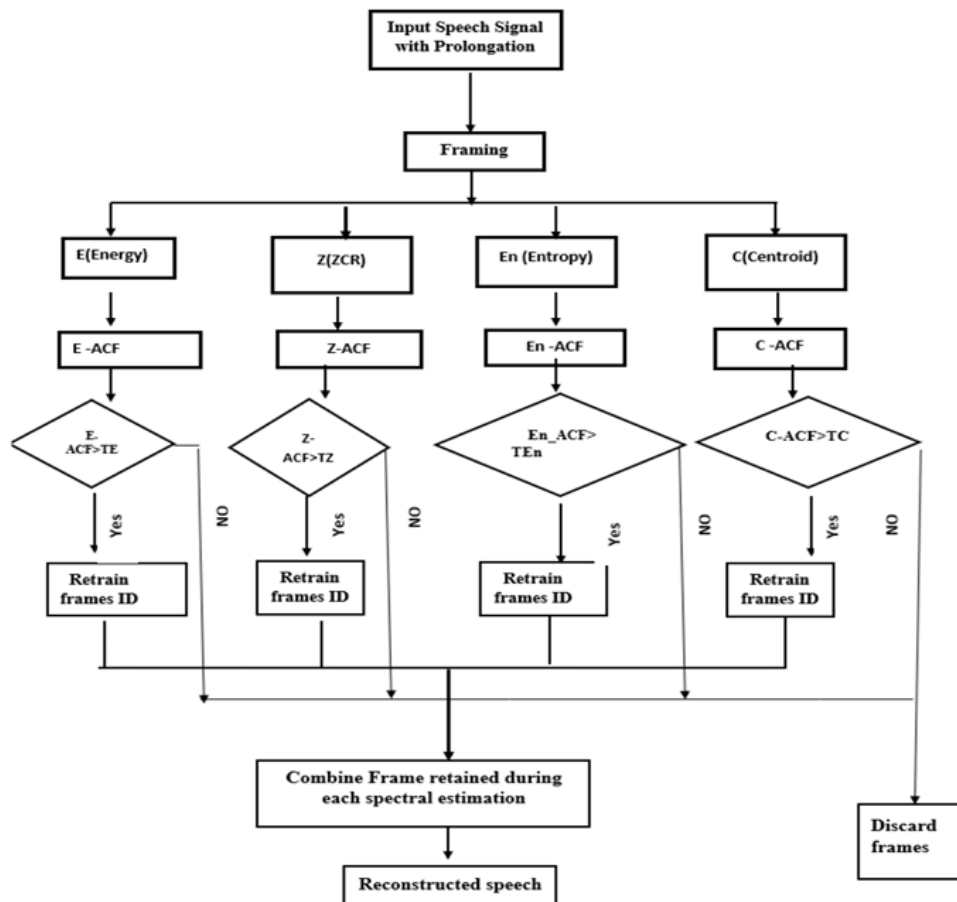 Input Speech Signal
with Prolongation
Framing
E(Energy)
Z(ZCR)
En (Entropy)
C(Centroid)
E -ACF
Z-ACF
En -ACF
C -ACF
E-
ACF>TE
Z-
ACF>TZ
En_ACF>
TEn
C-ACF>TC
Yes
NO
Yes
NO
Yes
NO
Yes
NO
Retrain
frames ID
Retrain
frames ID
Retrain
frames ID
Retrain
frames ID
Combine Frame retained during
each spectral estimation
Discard
frames
Reconstructed speech